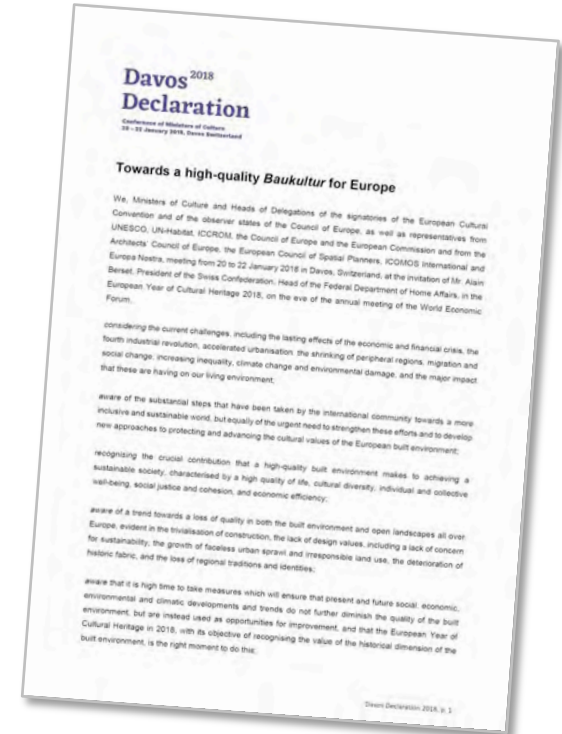 Davos 2018
Declaration
Conference of Ministers of Culture
20 – 22 January 2018, Davos Switzerland
Towards a high-quality Baukultur for Europe
We, Ministers of Culture and Heads of Delegations of the signatories of the European Cultural
Convention and of the observer states of the Council of Europe, as well as representatives from
UNESCO, UN-Habitat, ICCROM, the Council of Europe and the European Commission and from the
Architects' Council of Europe, the European Council of Spatial Planners, ICOMOS International and
Europa Nostra, meeting from 20 to 22 January 2018 in Davos, Switzerland, at the invitation of Mr. Alain
Berset, President of the Swiss Confederation, Head of the Federal Department of Home Affairs, in the
European Year of Cultural Heritage 2018, on the eve of the annual meeting of the World Economic
Forum,
considering the current challenges, including the lasting effects of the economic and financial crisis, the
fourth industrial revolution, accelerated urbanisation, the shrinking of peripheral regions, migration and
social change, increasing inequality, climate change and environmental damage, and the major impact
that these are having on our living environment;
aware of the substantial steps that have been taken by the international community towards a more
inclusive and sustainable world, but equally of the urgent need to strengthen these efforts and to develop
new approaches to protecting and advancing the cultural values of the European built environment;
recognising the crucial contribution that a high-quality built environment makes to achieving a
sustainable society, characterised by a high quality of life, cultural diversity, individual and collective
well-being, social justice and cohesion, and economic efficiency;
aware of a trend towards a loss of quality in both the built environment and open landscapes all over
Europe, evident in the trivialisation of construction, the lack of design values, including a lack of concern
for sustainability, the growth of faceless urban sprawl and irresponsible land use, the deterioration of
historic fabric, and the loss of regional traditions and identities;
aware that it is high time to take measures which will ensure that present and future social, economic,
environmental and climatic developments and trends do not further diminish the quality of the built
environment, but are instead used as opportunities for improvement, and that the European Year of
Cultural Heritage in 2018, with its objective of recognising the value of the historical dimension of the
built environment, is the right moment to do this;
Davos Declaration 2018, p. 1